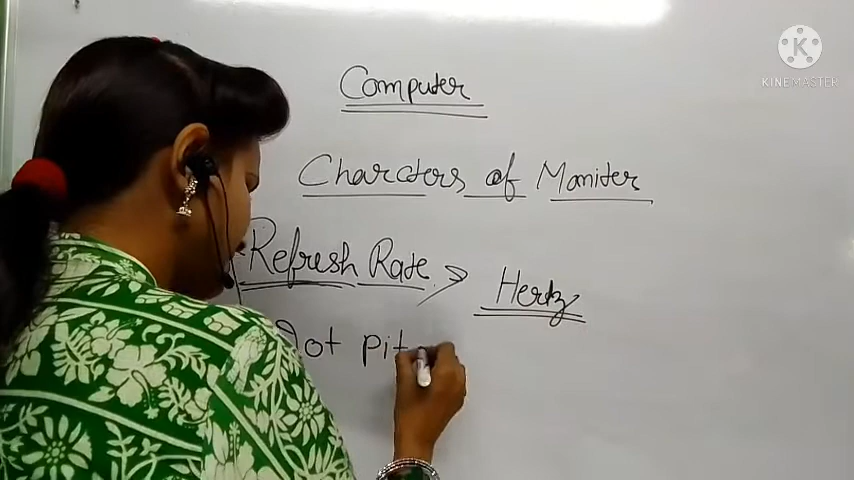 K
KINEMASTER
Computer
Charcters of Moniter
Refresh Rate > Hertz
Dot pit